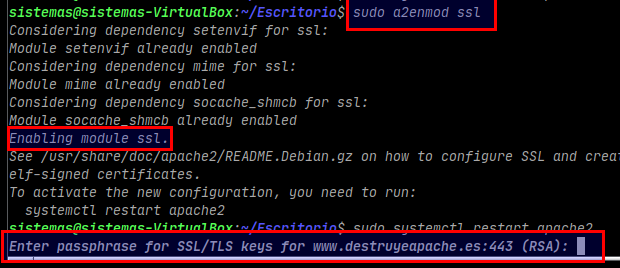 sistemas@sistemas-VirtualBox:~/Escritorio$ sudo a2enmod ssl
Considering dependency setenvif for ssl:
Module setenvif already enabled
Considering dependency mime for ssl:
Module mime already enabled
Considering dependency socache_shmcb for ssl:
Module socache_shmcb already enabled
Enabling module ssl.
See /usr/share/doc/apache2/README.Debian.gz on how to configure SSL and creat
elf-signed certificates.
To activate the new configuration, you need to run:
systemctl restart apache2
sistemas@sistemas-VirtualBox:~/Escritorio$ sudo systemctl restart apache2
Enter passphrase for SSL/TLS keys for www.destruyeapache.es:443 (RSA):